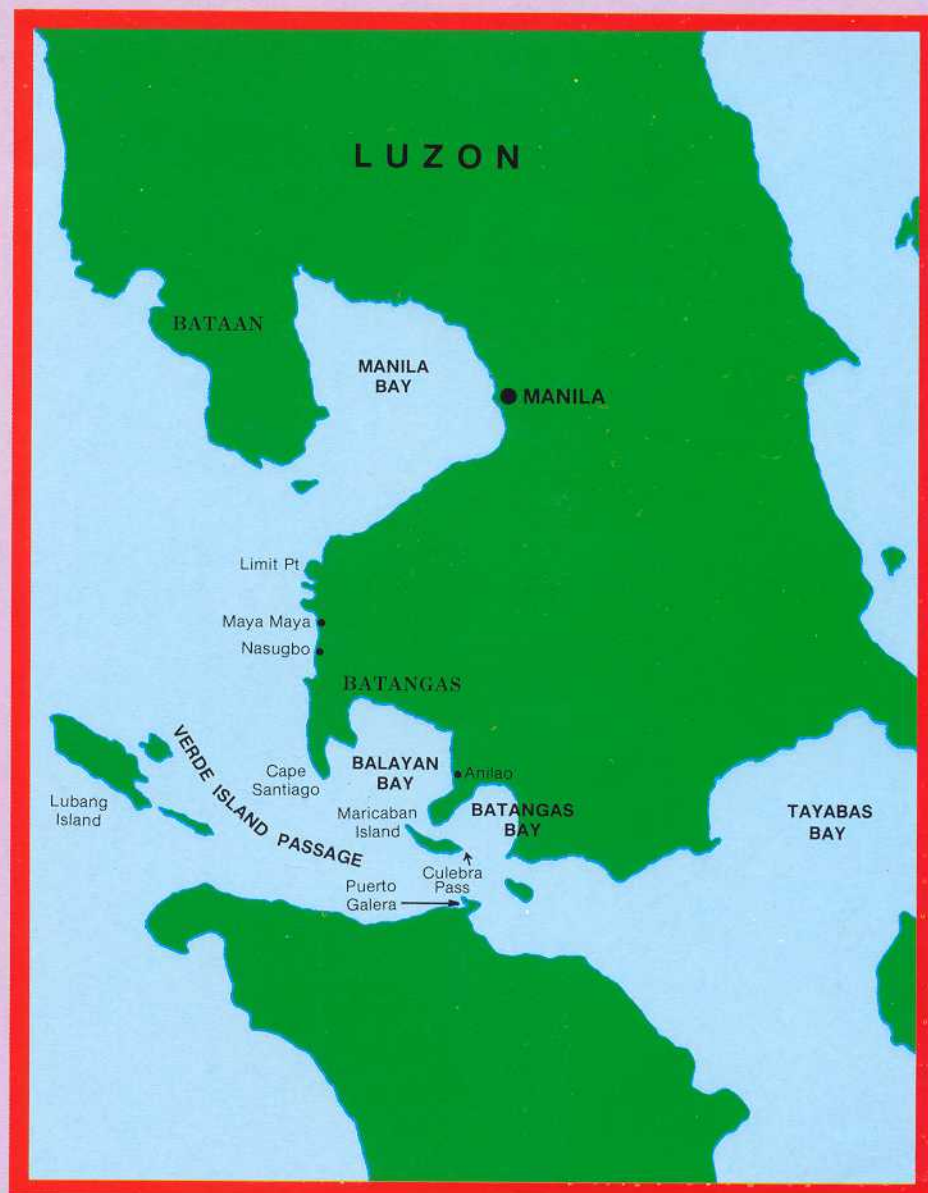 LUZON
BATAAN
MANILA
BAY
MANILA
Limit Pt
Maya Maya
Nasugbo
BATANGAS
VERDE ISLAND PASSAGE
Cape
Santiago
BALAYAN
BAY
Anilao
Lubang
Island
Maricaban
Island
BATANGAS
BAY
TAYABAS
BAY
Culebra
Pass
Puerto
Galera